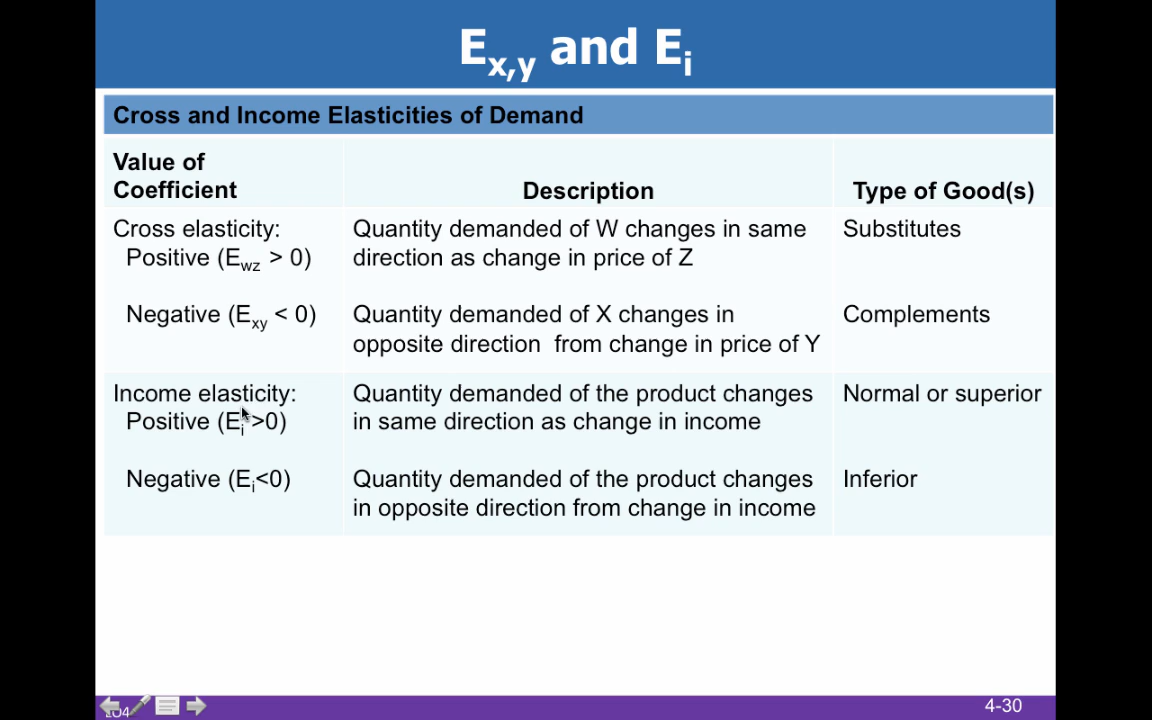 Ex,y and Ei
Cross and Income Elasticities of Demand
Value of
Coefficient
Description
Type of Good(s)
Cross elasticity:
Positive (Ewz > 0)
Quantity demanded of W changes in same
direction as change in price of Z
Substitutes
Negative (Exy < 0)
Quantity demanded of X changes in
opposite direction from change in price of Y
Complements
Income elasticity:
Positive (Ei >0)
Quantity demanded of the product changes
in same direction as change in income
Normal or superior
Negative (Ei<0)
Quantity demanded of the product changes
in opposite direction from change in income
Inferior
4-30